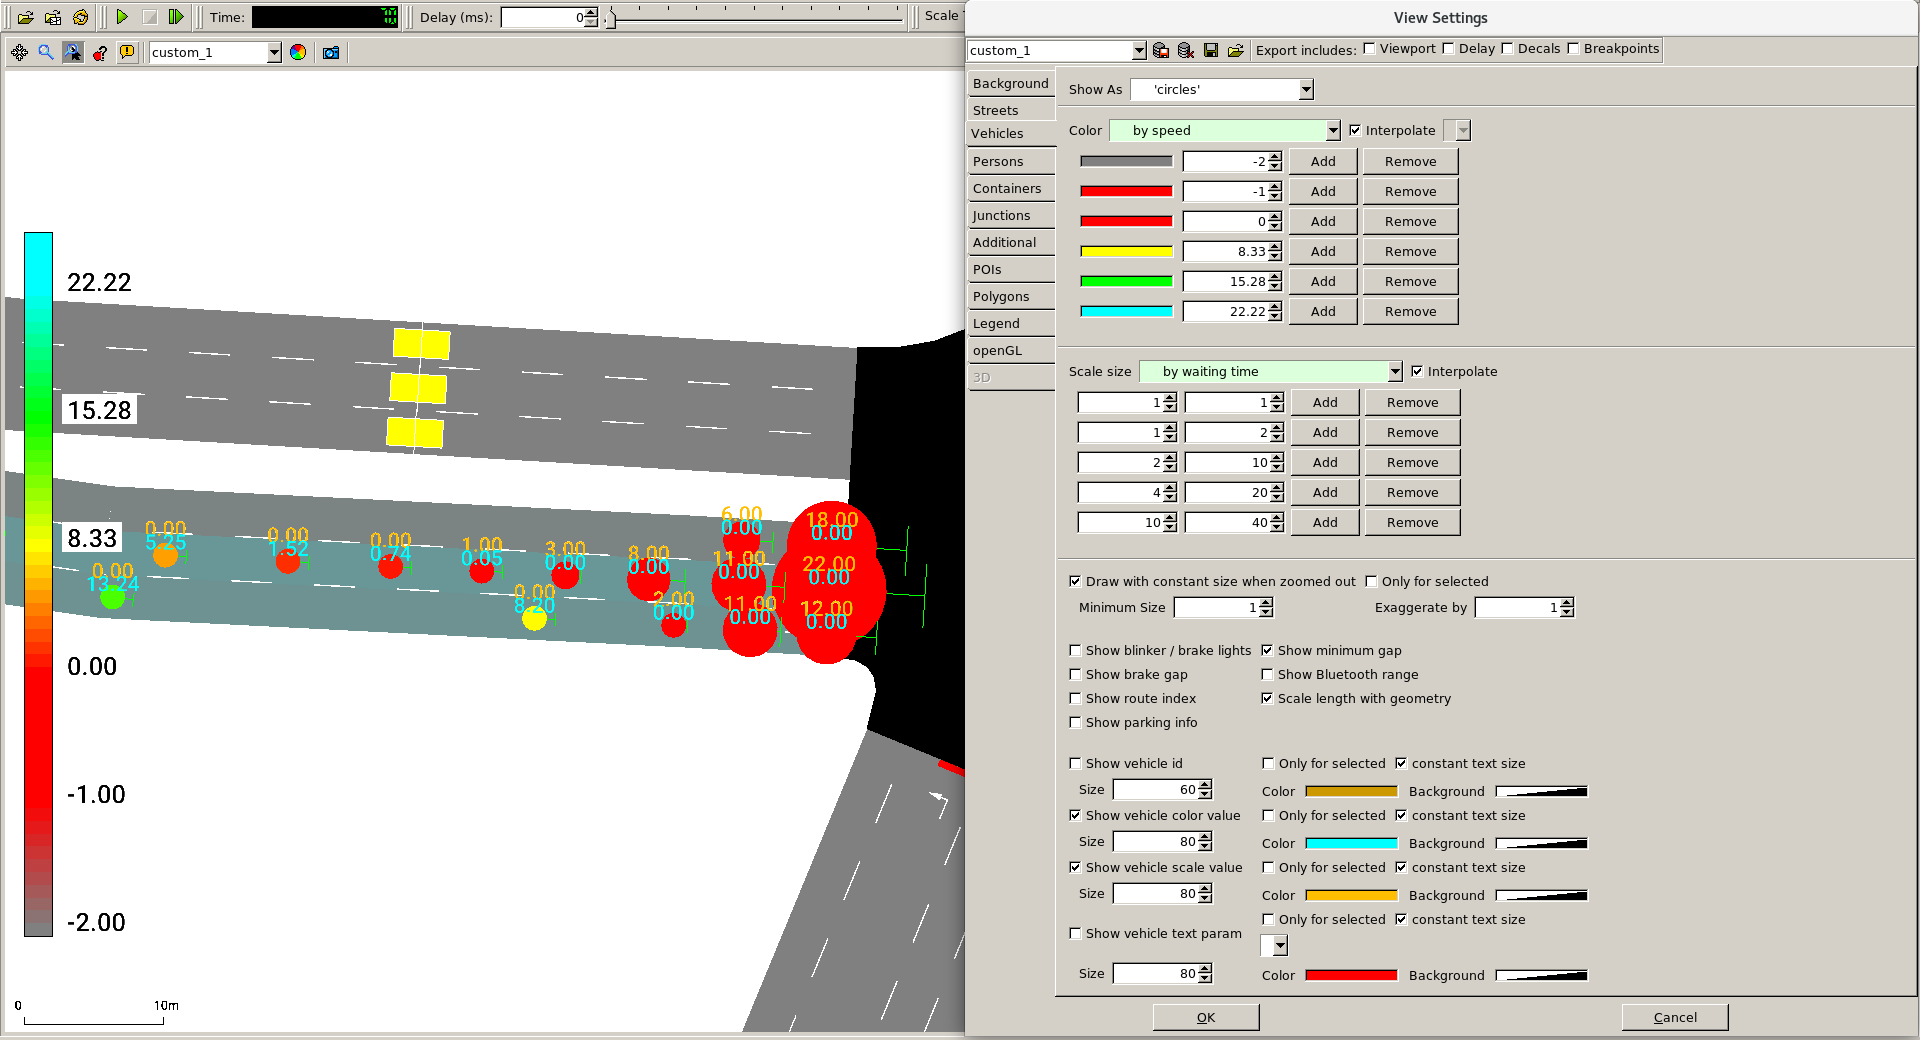 Time:
Delay (ms):
0
Scale
custom_1
22.22
15.28
8.33
0.00
-1.00
-2.00
0.00
5.25
0.00
13.24
0.00
1.52
0.00
0.74
1.00
0.05
3.00
0.00
0.00
8.20
8.00
0.00
2.00
0.00
6.00
0.00
11.00
0.00
11.00
0.00
18.00
0.00
22.00
0.00
12.00
0.00
0
10m
View Settings
custom_1
Export includes: Viewport Delay Decals Breakpoints
Background
Streets
Vehicles
Persons
Containers
Junctions
Additional
POIs
Polygons
Legend
openGL
3D
Show As 'circles'
Color by speed Interpolate
-2 Add Remove
-1 Add Remove
0 Add Remove
8.33 Add Remove
15.28 Add Remove
22.22 Add Remove
Scale size by waiting time Interpolate
1 1 Add Remove
1 2 Add Remove
2 10 Add Remove
4 20 Add Remove
10 40 Add Remove
Draw with constant size when zoomed out Only for selected
Minimum Size 1 Exaggerate by 1
Show blinker / brake lights Show minimum gap
Show brake gap Show Bluetooth range
Show route index Scale length with geometry
Show parking info
Show vehicle id Only for selected constant text size
Size 60 Color Background
Show vehicle color value Only for selected constant text size
Size 80 Color Background
Show vehicle scale value Only for selected constant text size
Size 80 Color Background
Only for selected constant text size
Show vehicle text param
Size 80 Color Background
OK Cancel